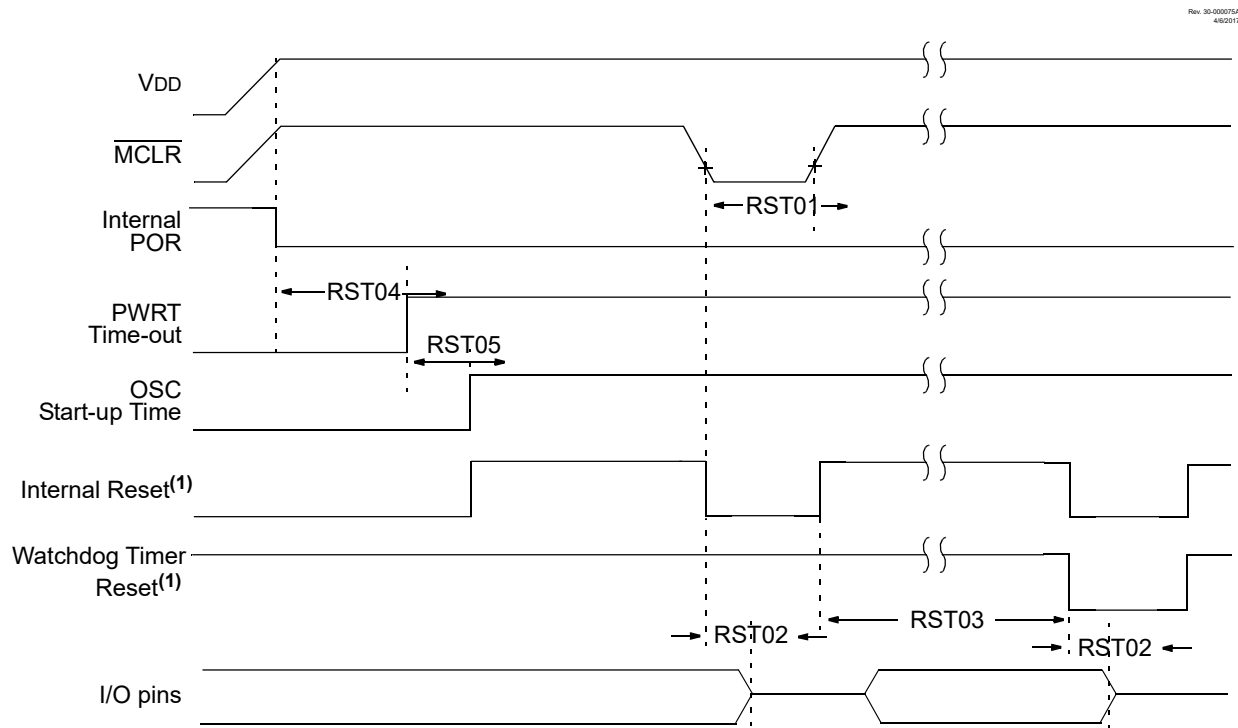 Rev. 30-000075A
4/6/2017
VDD
MCLR
RST01
Internal
POR
RST04
PWRT
Time-out
RST05
OSC
Start-up Time
Internal Reset(1)
Watchdog Timer
Reset(1)
RST03
RST02
RST02
I/O pins